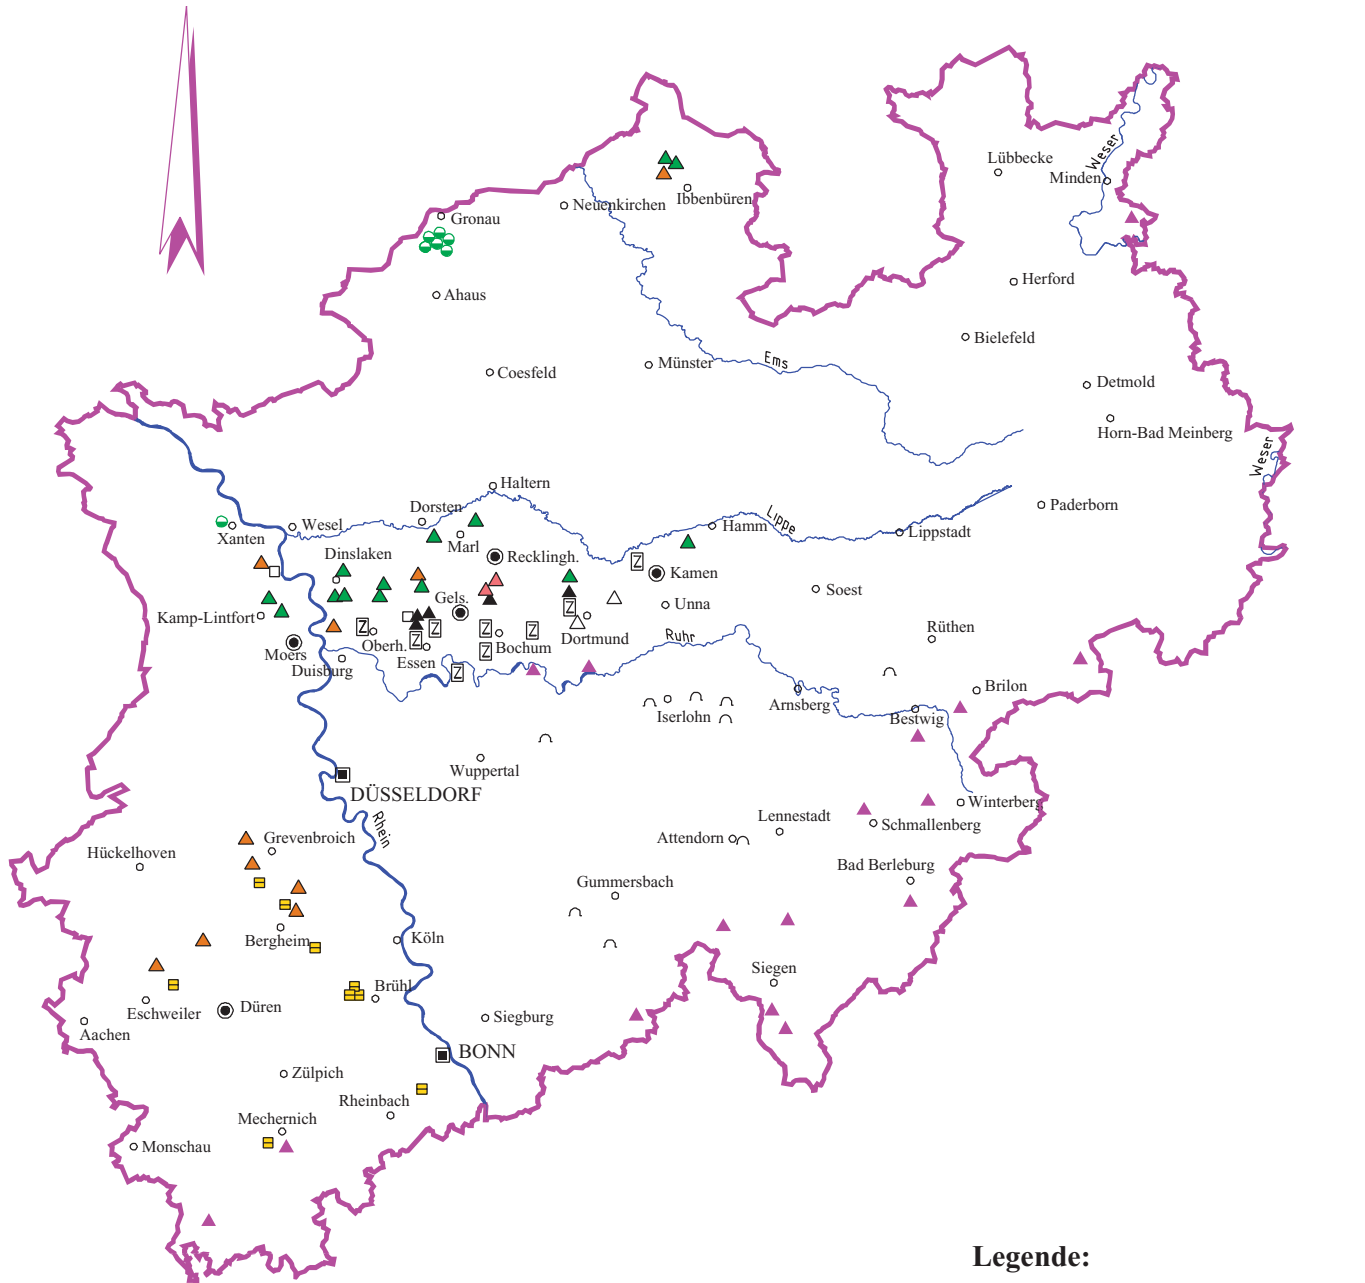 Lübbecke
Weser
Minden
Ibbenbüren
Neuenkirchen
Gronau
Herford
Ahaus
Bielefeld
Ems
Münster
Coesfeld
Detmold
Horn-Bad Meinberg
Weser
Haltern
Dorsten
Lippe
Paderborn
Wesel
Hamm
Lippstadt
Xanten
Marl
Dinslaken
Recklingh.
Kamen
Soest
Gels.
Unna
Kamp-Lintfort
Rüthen
Ruhr
Dortmund
Oberh.
Bochum
Moers
Essen
Duisburg
Brilon
Arnsberg
Iserlohn
Bestwig
Wuppertal
DÜSSELDORF
Winterberg
Rhein
Lennestadt
Schmallenberg
Grevenbroich
Attendorn
Hückelhoven
Bad Berleburg
Gummersbach
Bergheim
Köln
Siegen
Brühl
Düren
Eschweiler
Siegburg
Aachen
BONN
Zülpich
Rheinbach
Mechernich
Monschau
Z
Z
Z
Z
Z
Z
Z
Z
Z
Legende: